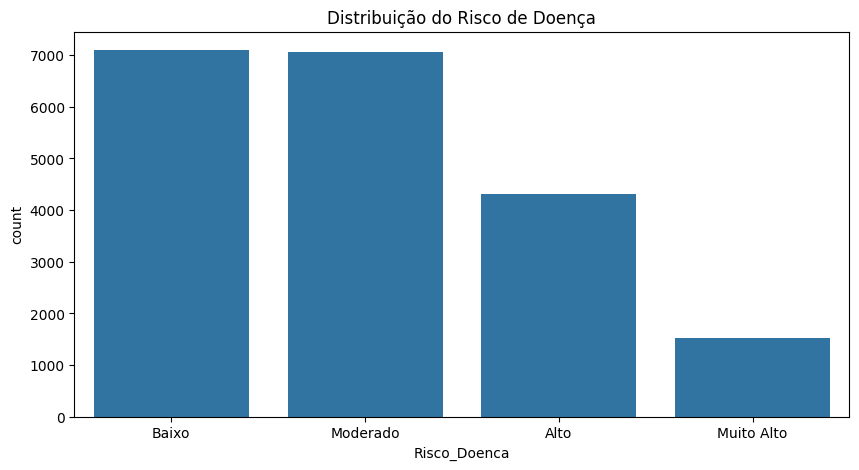 Distribuição do Risco de Doença
count
7000
6000
5000
4000
3000
2000
1000
0
Baixo Moderado Alto Muito Alto
Risco_Doenca